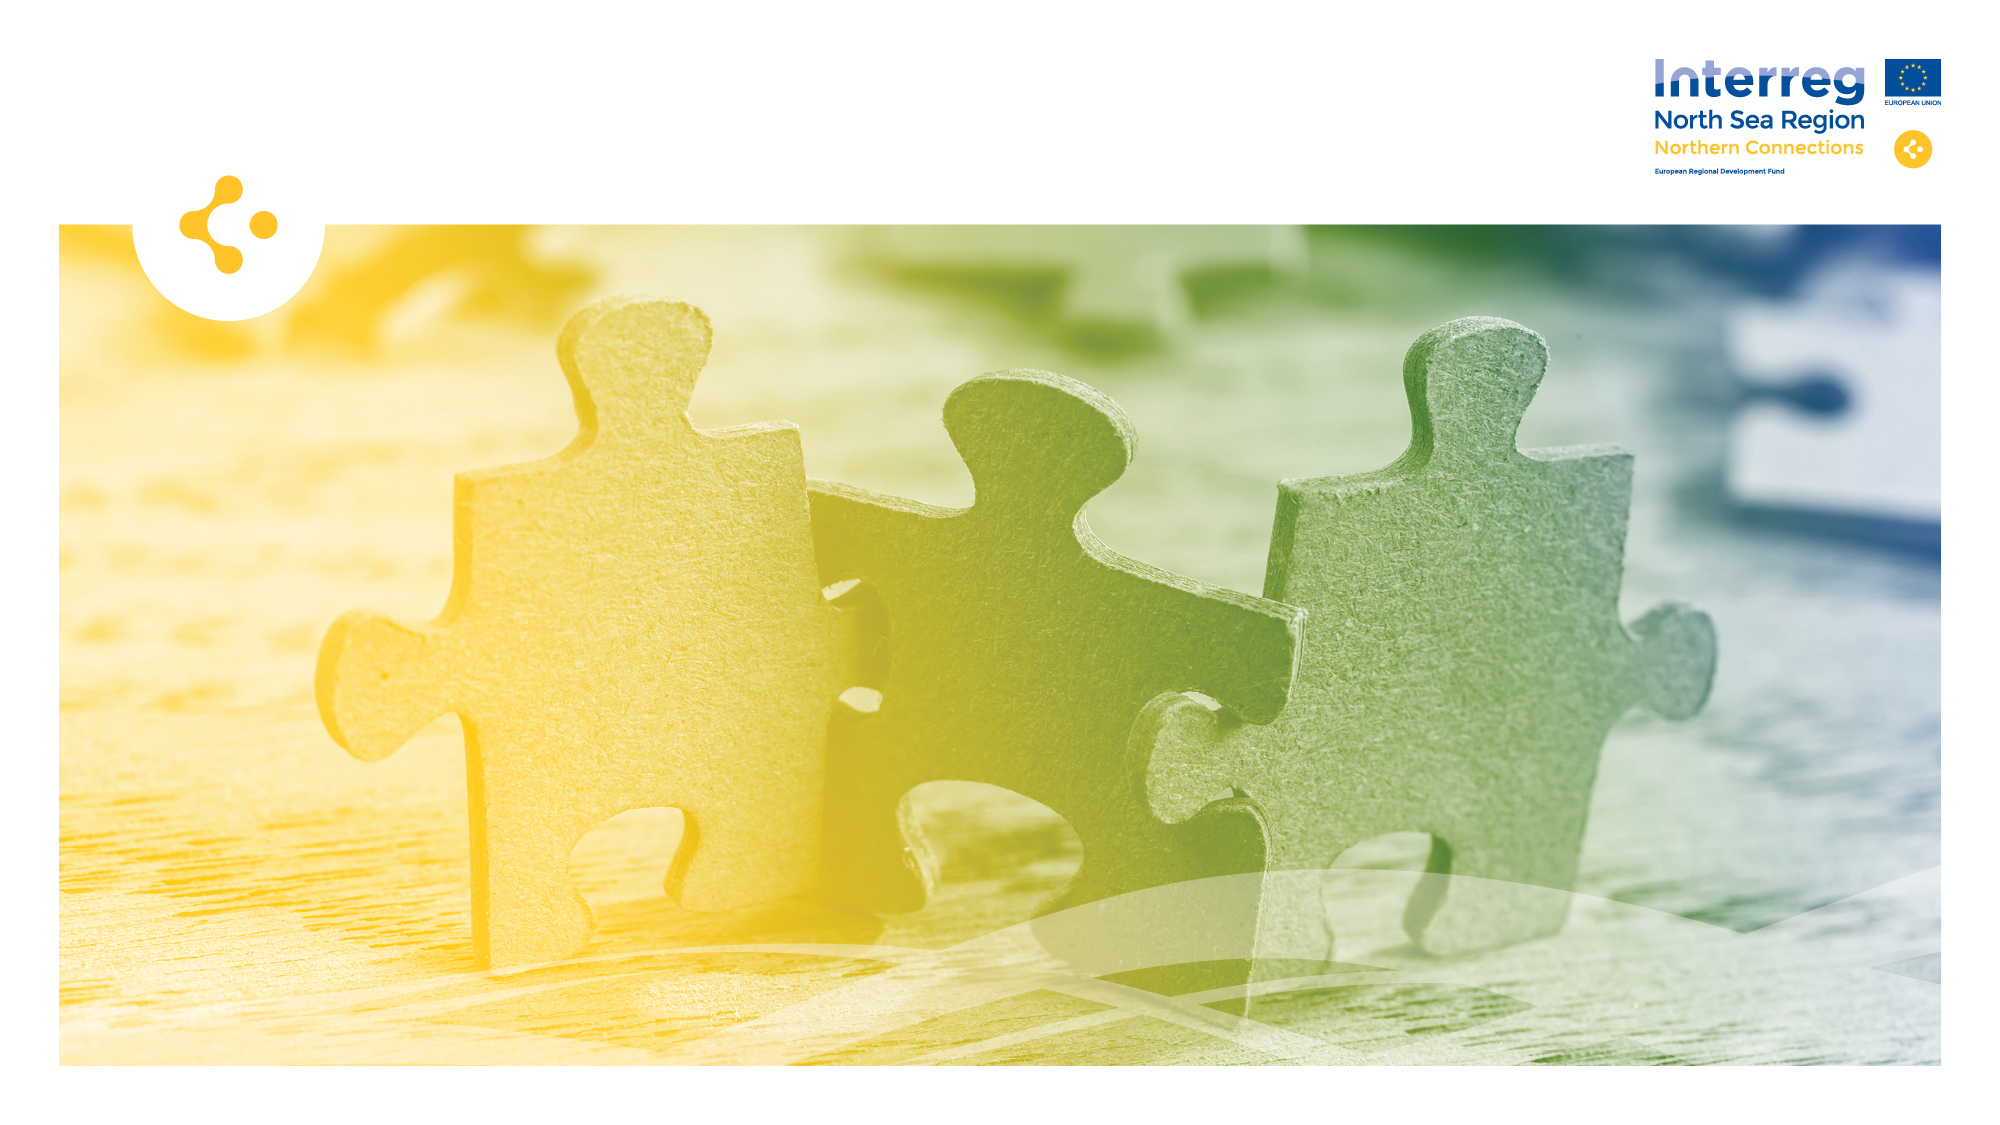 Interreg
EUROPEAN UNION
North Sea Region
Northern Connections
European Regional Development Fund